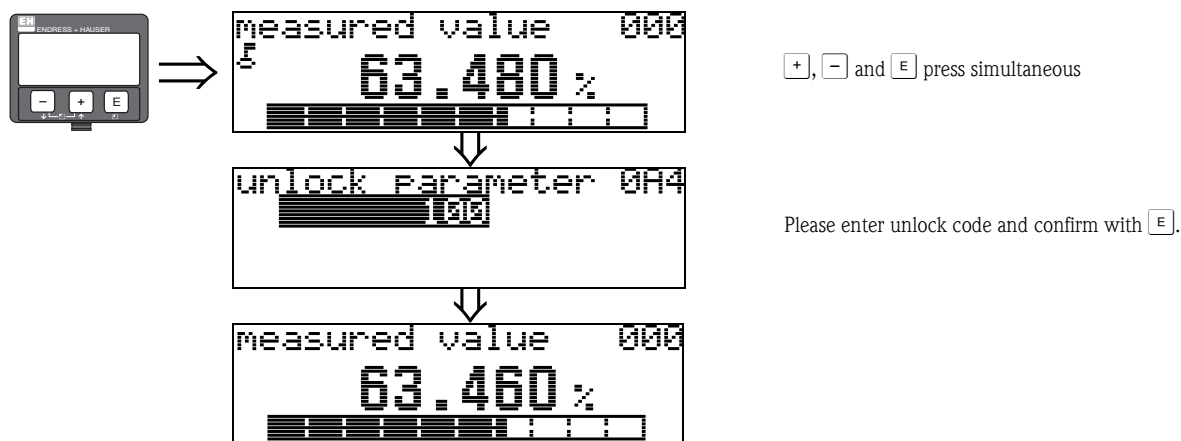 EH
ENDRESS + HAUSER
- + E
measured value 000
63.480 %
+, - and E press simultaneous
unlock parameter 0A4
100
Please enter unlock code and confirm with E.
measured value 000
63.460 %